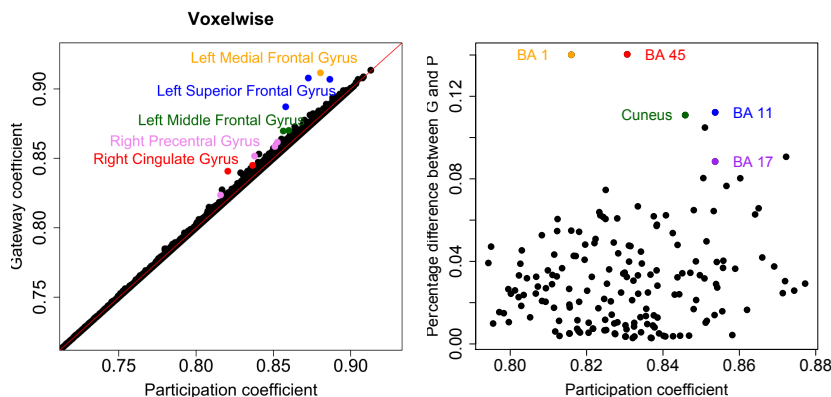 Voxelwise
Left Medial Frontal Gyrus
Left Superior Frontal Gyrus
Left Middle Frontal Gyrus
Right Precentral Gyrus
Right Cingulate Gyrus
Gateway coefficient
0.90
0.85
0.80
0.75
0.75 0.80 0.85 0.90
Participation coefficient
BA 1 BA 45
Cuneus BA 11
BA 17
Percentage difference between G and P
0.12
0.08
0.04
0.00
0.80 0.82 0.84 0.86 0.88
Participation coefficient